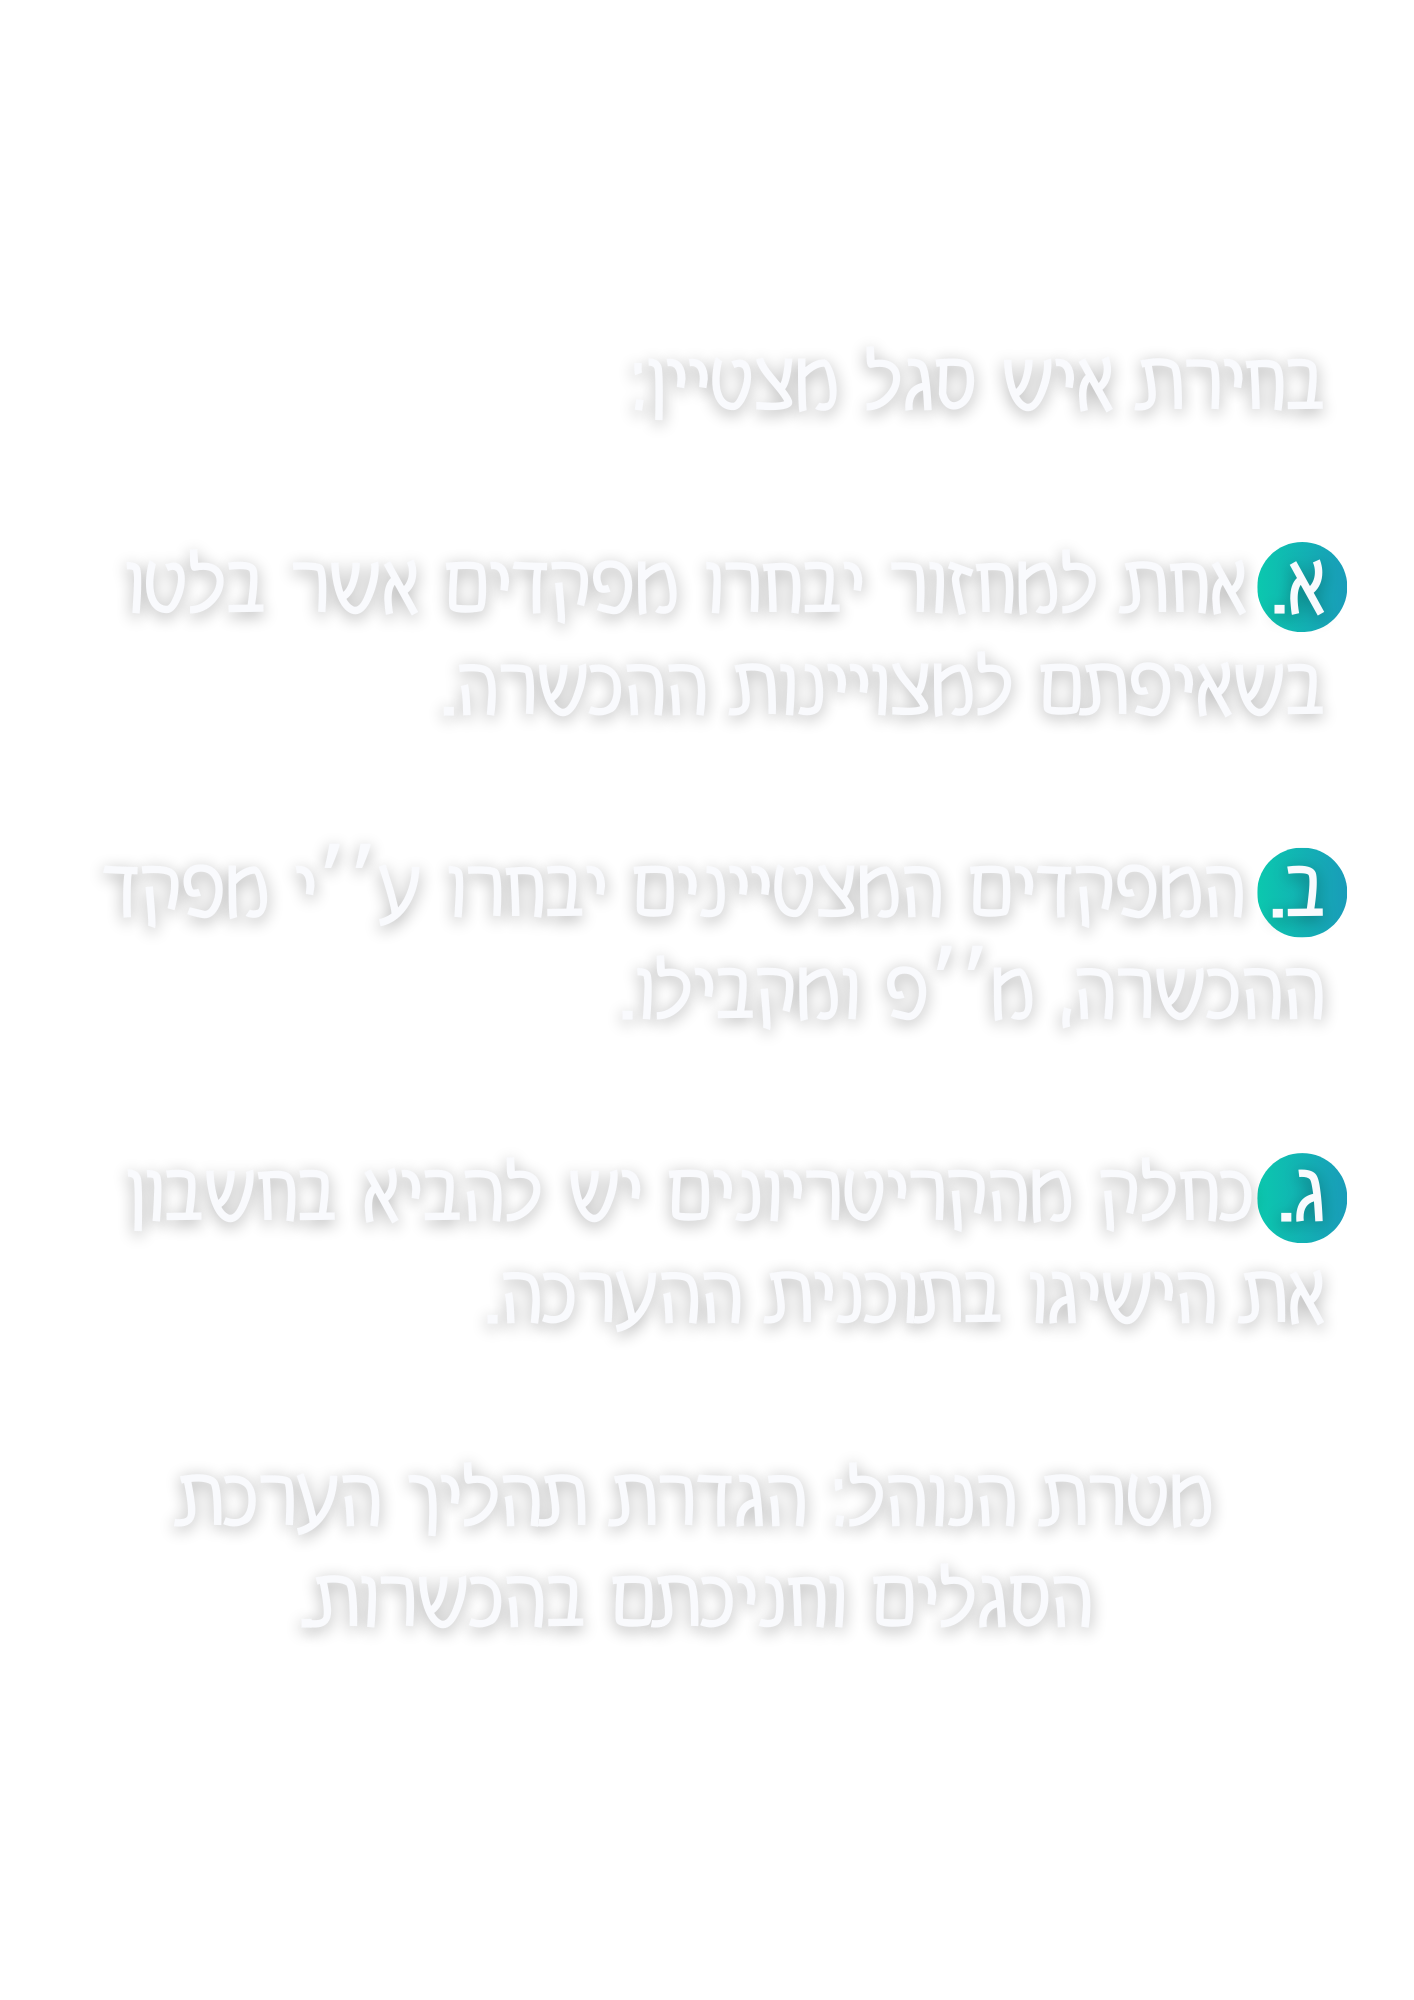 בחירת איש סגל מצטיין:
א. אחת למחזור יבחרו מפקדים אשר בלטו
בשאיפתם למצויינות ההכשרה.
ב. המפקדים המצטיינים יבחרו ע''י מפקד
ההכשרה, מ''פ ומקבילו.
ג. כחלק מהקריטריונים יש להביא בחשבון
את הישיגו בתוכנית ההערכה.
מטרת הנוהל: הגדרת תהליך הערכת
הסגלים וחניכתם בהכשרות.